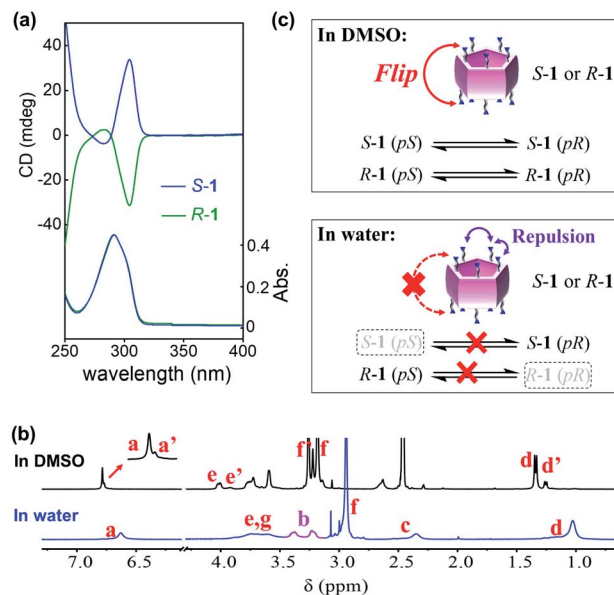 (a)
40
20
0
-20
-40
CD (mdeg)
S-1
R-1
0.4
0.2
0
Abs.
250 300 350 400
wavelength (nm)
(c)
In DMSO:
Flip
S-1 or R-1
S-1 (pS) S-1 (pR)
R-1 (pS) R-1 (pR)
In water:
Repulsion
S-1 or R-1
S-1 (pS) S-1 (pR)
R-1 (pS) R-1 (pR)
(b)
In DMSO
a a'
e e' f' f d d'
In water
a e,g b f c d
7.0 6.5 4.0 3.5 3.0 2.5 2.0 1.5 1.0
δ (ppm)